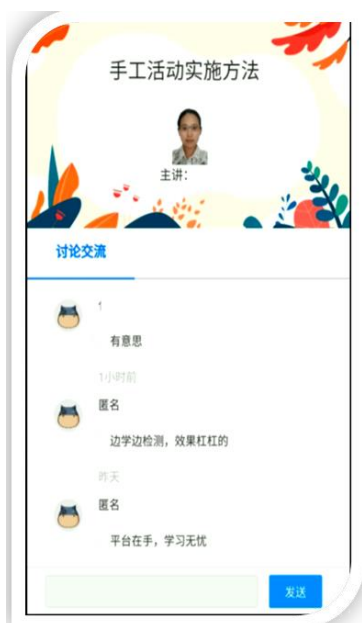 手工活动实施方法
主讲：
讨论交流
有意思
1小时前
匿名
边学边检测，效果杠杠的
昨天
匿名
平台在手，学习无忧
发送